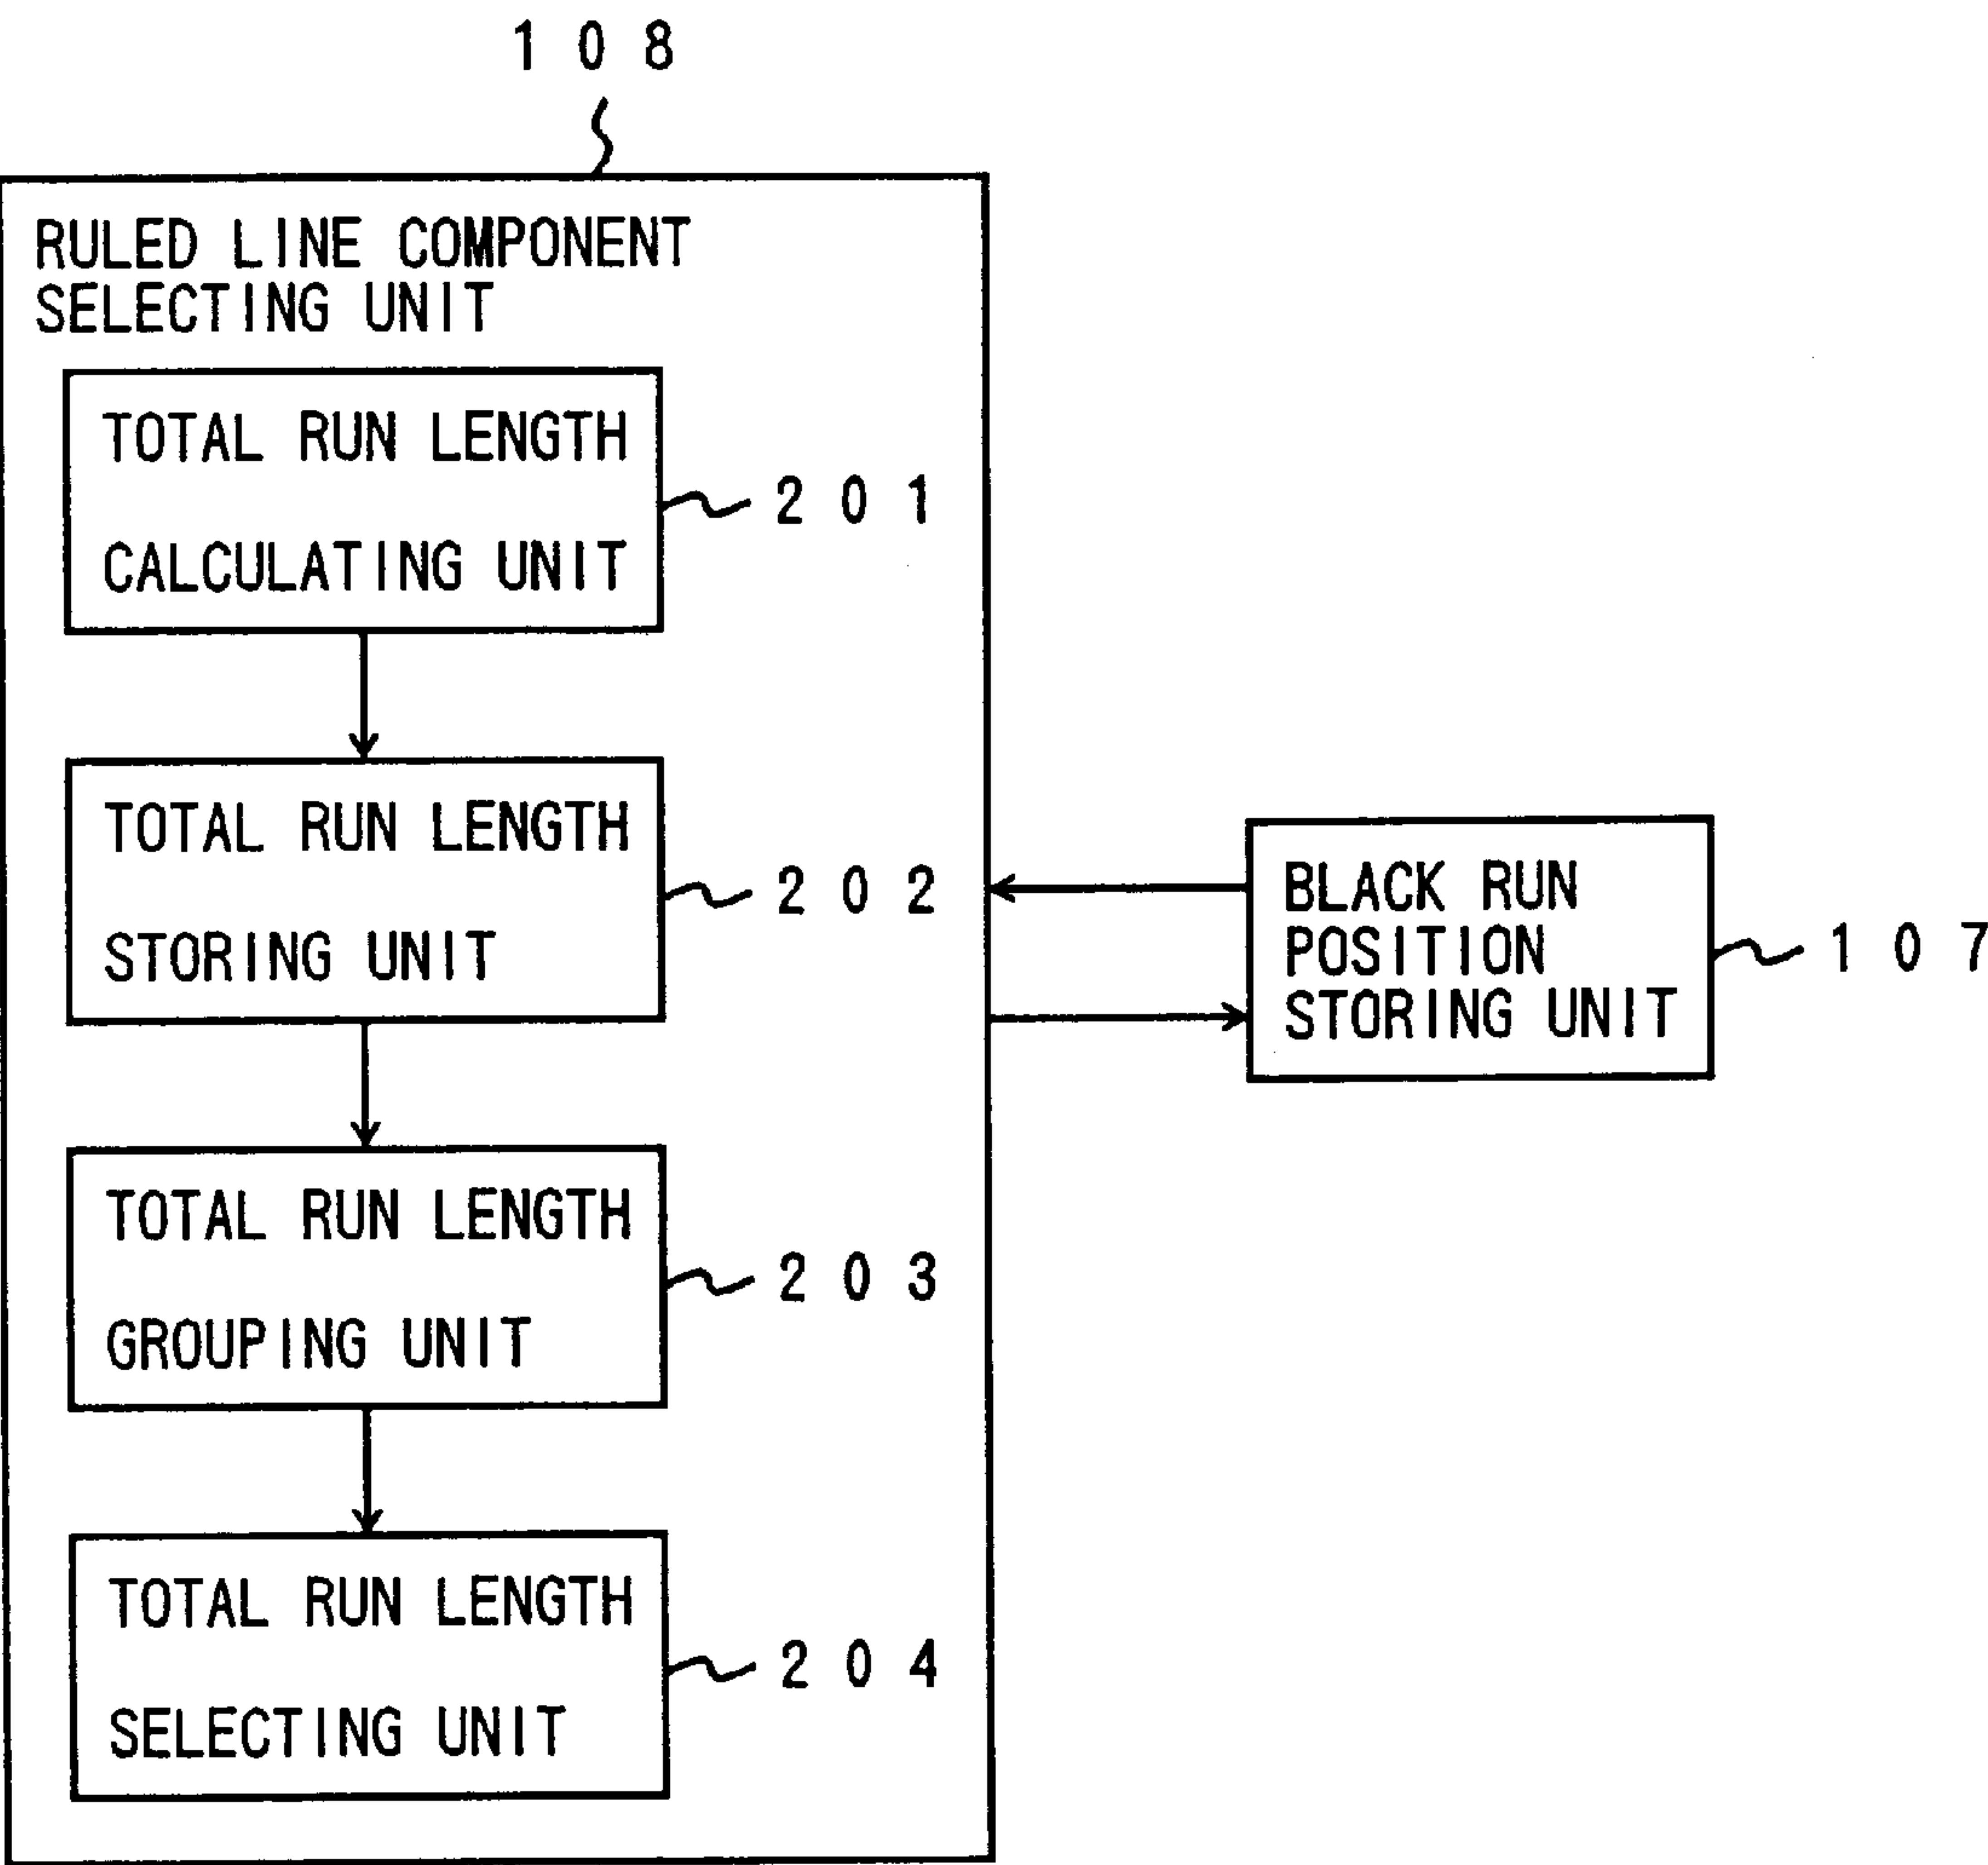 108
RULED LINE COMPONENT
SELECTING UNIT
TOTAL RUN LENGTH
CALCULATING UNIT
201
TOTAL RUN LENGTH
STORING UNIT
202
BLACK RUN
POSITION
STORING UNIT
107
TOTAL RUN LENGTH
GROUPING UNIT
203
TOTAL RUN LENGTH
SELECTING UNIT
204